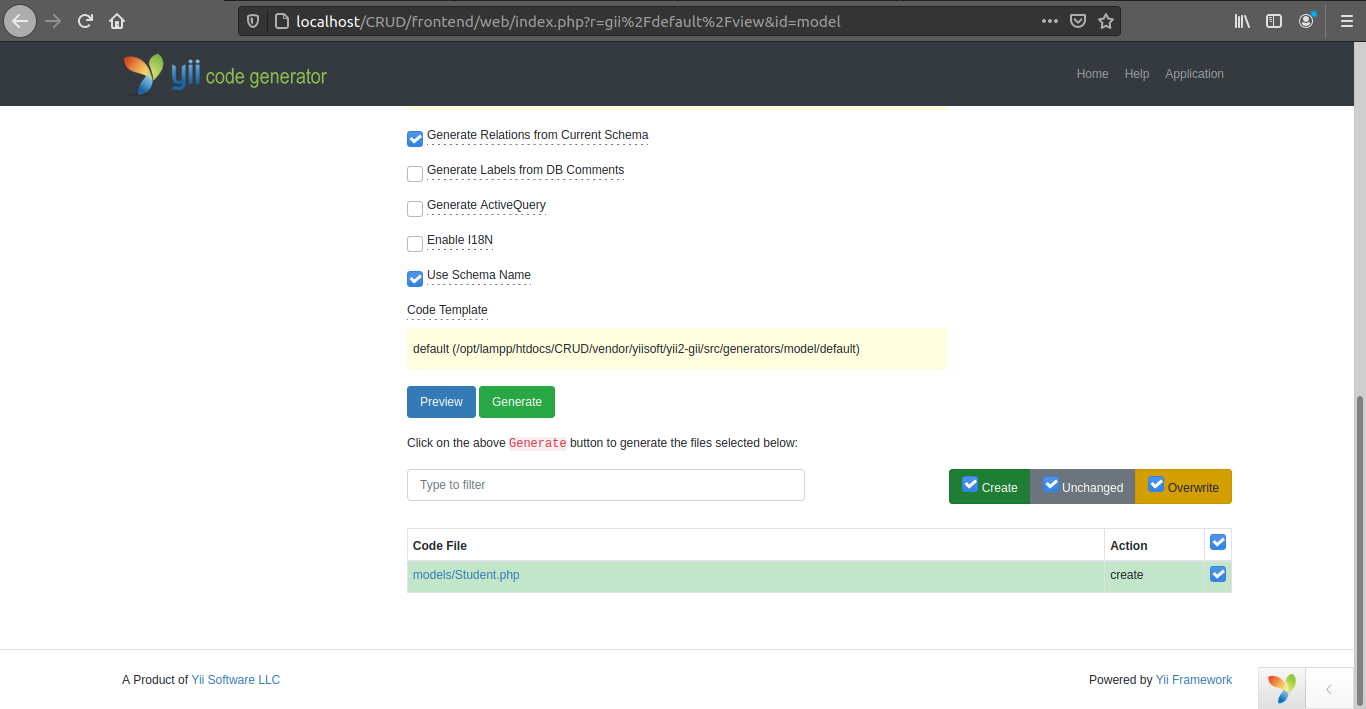 localhost/CRUD/frontend/web/index.php?r=gii%2Fdefault%2Fview&id=model
yii code generator
Home Help Application
Generate Relations from Current Schema
Generate Labels from DB Comments
Generate ActiveQuery
Enable I18N
Use Schema Name
Code Template
default (/opt/lampp/htdocs/CRUD/vendor/yiisoft/yii2-gii/src/generators/model/default)
Preview Generate
Click on the above Generate button to generate the files selected below:
Type to filter Create Unchanged Overwrite
Code File Action
models/Student.php create
A Product of Yii Software LLC Powered by Yii Framework